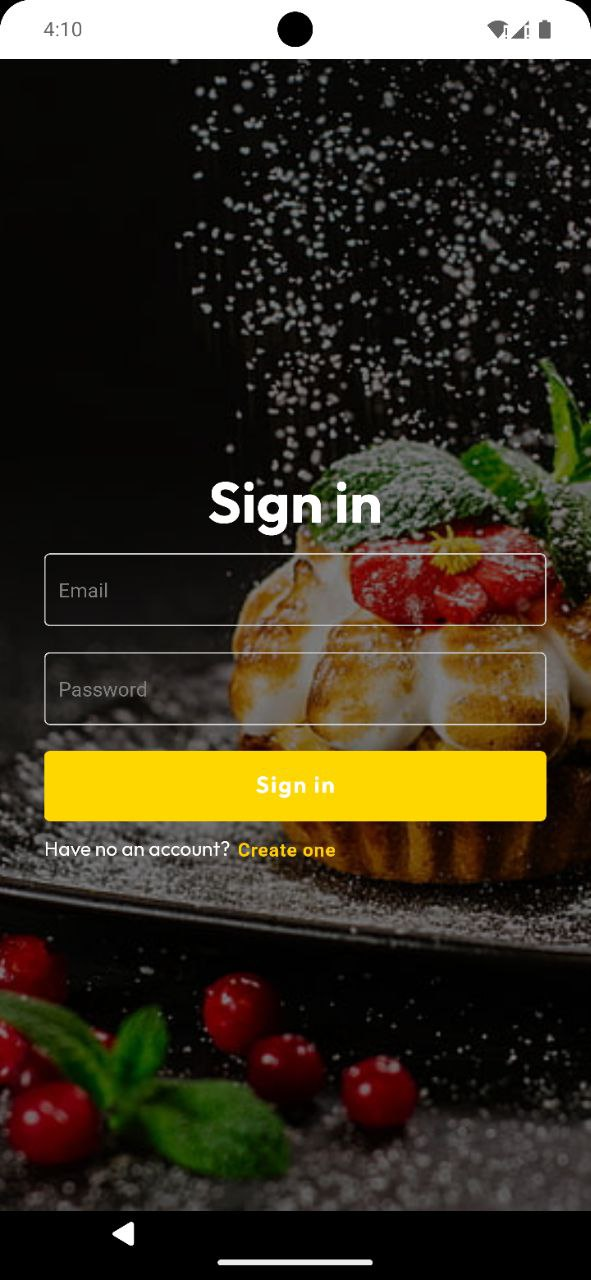 4:10
Sign in
Email
Password
Sign in
Have no an account? Create one